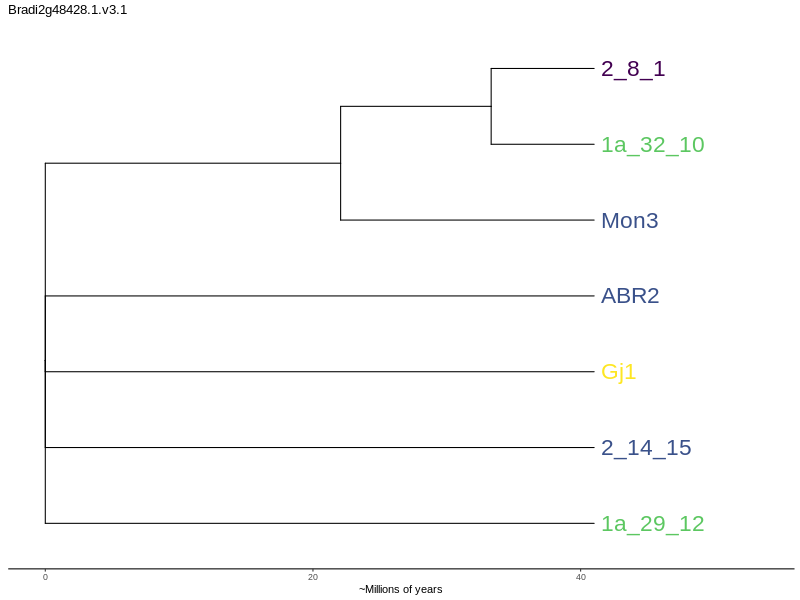 Bradi2g48428.1.v3.1
2_8_1
1a_32_10
Mon3
ABR2
Gj1
2_14_15
1a_29_12
0 20 40
~Millions of years